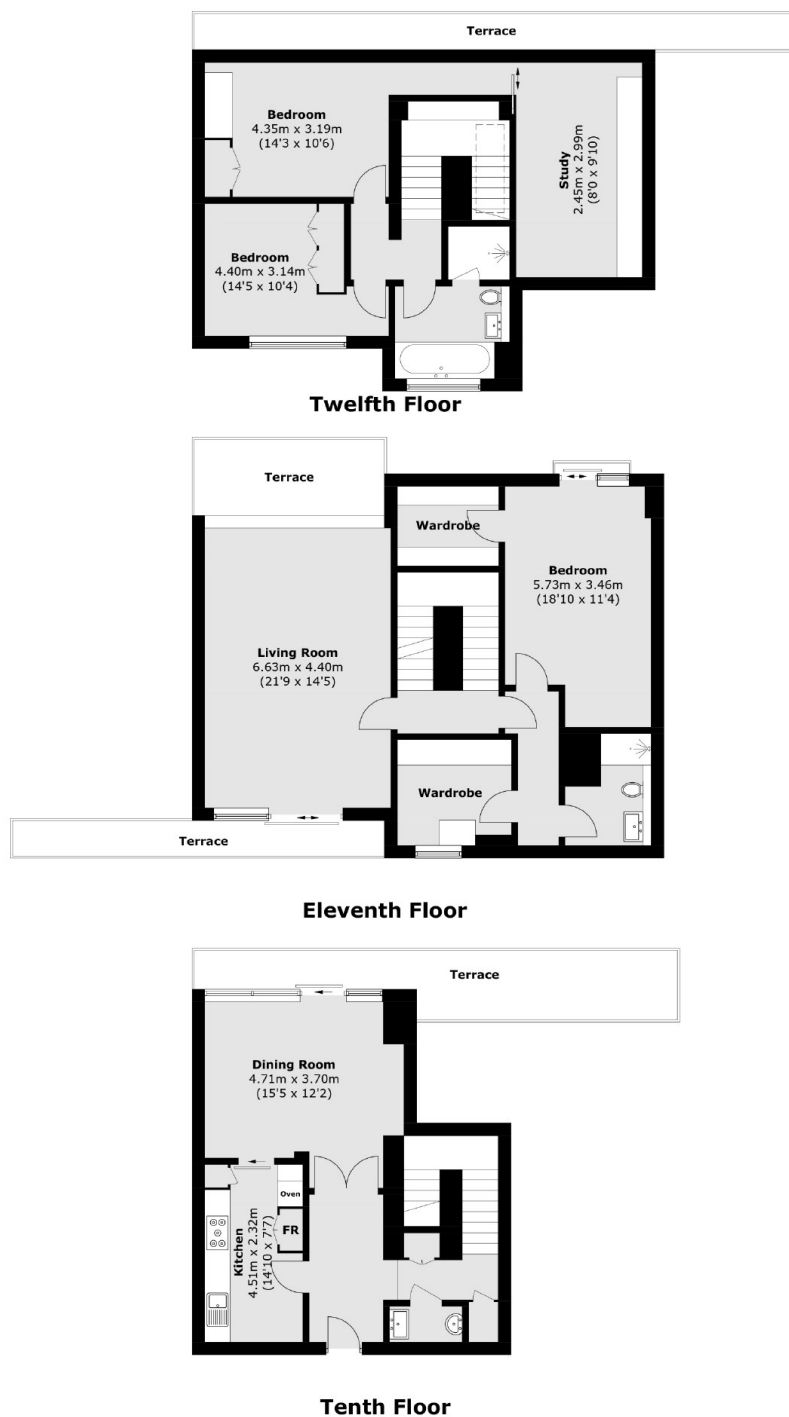 Terrace
Bedroom
4.35m x 3.19m
(14'3 x 10'6)
Study
2.45m x 2.99m
(8'0 x 9'10)
Bedroom
4.40m x 3.14m
(14'5 x 10'4)
Twelfth Floor
Terrace
Wardrobe
Bedroom
5.73m x 3.46m
(18'10 x 11'4)
Living Room
6.63m x 4.40m
(21'9 x 14'5)
Wardrobe
Terrace
Eleventh Floor
Terrace
Dining Room
4.71m x 3.70m
(15'5 x 12'2)
Oven
FR
Kitchen
4.51m x 2.32m
(14'10 x 7'7)
Tenth Floor